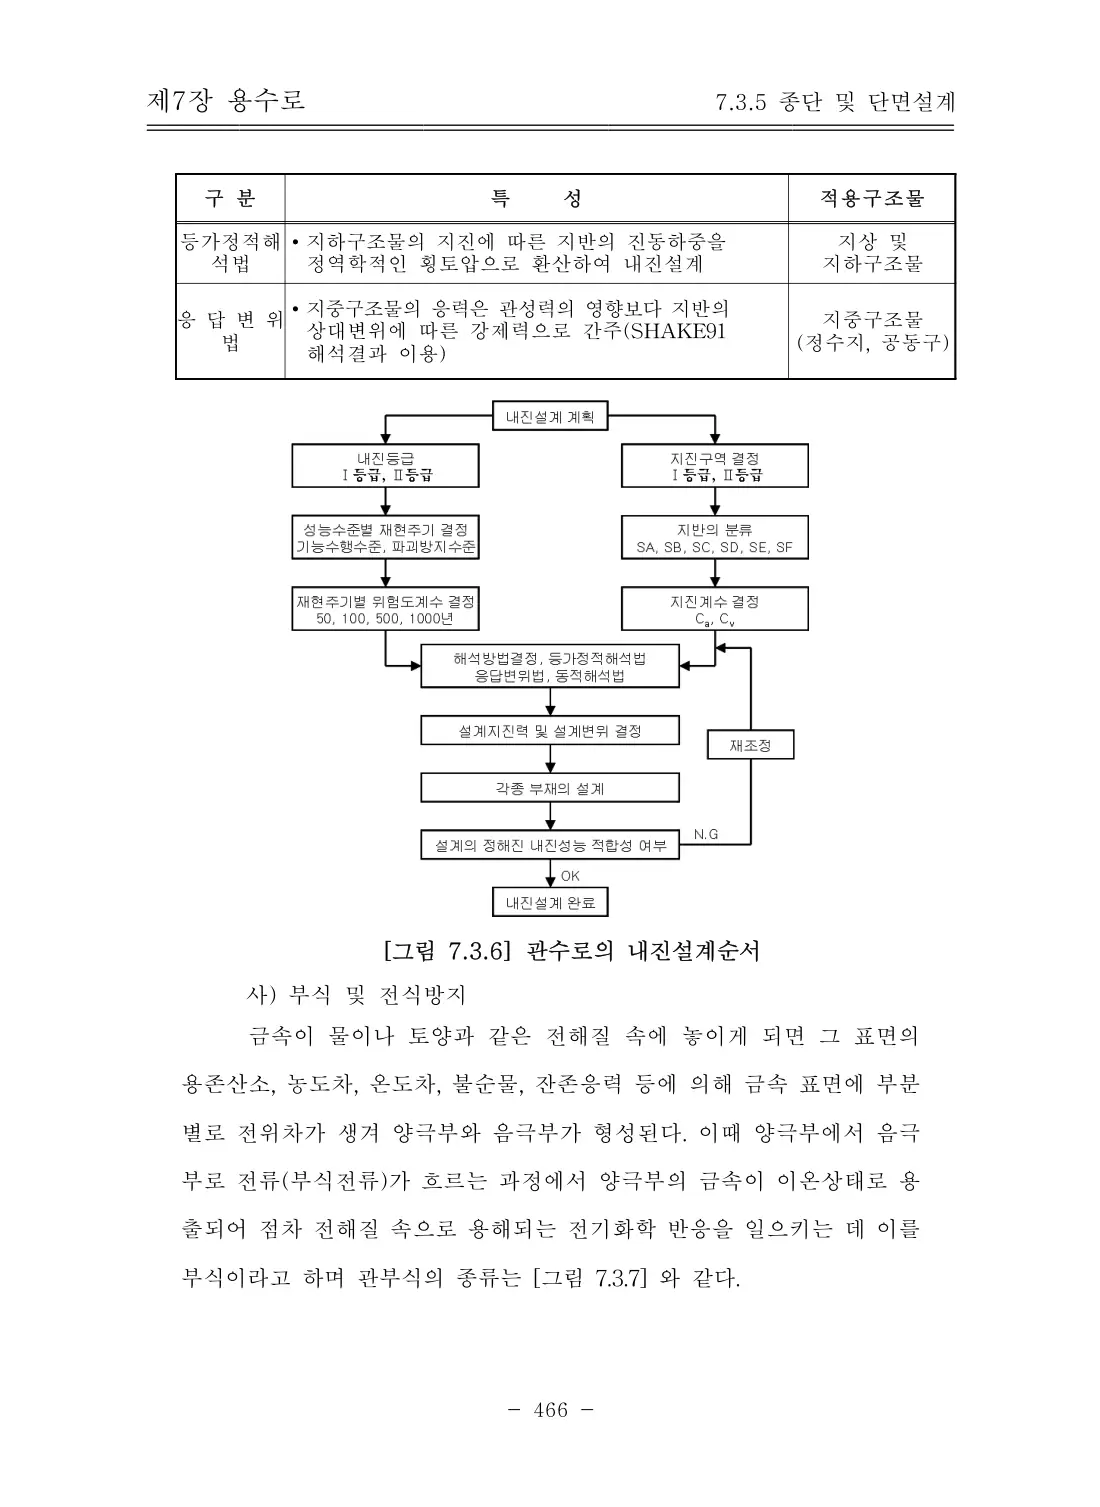 제7장 용수로
7.3.5 종단 및 단면설계
구 분
특 성
적용구조물
등가정적해
석법
• 지하구조물의 지진에 따른 지반의 진동하중을
정역학적인 횡토압으로 환산하여 내진설계
지상 및
지하구조물
응 답 변 위
법
• 지중구조물의 응력은 관성력의 영향보다 지반의
상대변위에 따른 강제력으로 간주(SHAKE91
해석결과 이용)
지중구조물
(정수지, 공동구)
내진설계 계획
내진등급
Ⅰ등급, Ⅱ등급
지진구역 결정
Ⅰ등급, Ⅱ등급
성능수준별 재현주기 결정
기능수행수준, 파괴방지수준
지반의 분류
SA, SB, SC, SD, SE, SF
재현주기별 위험도계수 결정
50, 100, 500, 1000년
지진계수 결정
Ca, Cv
해석방법결정, 등가정적해석법
응답변위법, 동적해석법
설계지진력 및 설계변위 결정
재조정
각종 부재의 설계
설계의 정해진 내진성능 적합성 여부
N.G
OK
내진설계 완료
[그림 7.3.6] 관수로의 내진설계순서
사) 부식 및 전식방지
금속이 물이나 토양과 같은 전해질 속에 놓이게 되면 그 표면의
용존산소, 농도차, 온도차, 불순물, 잔존응력 등에 의해 금속 표면에 부분
별로 전위차가 생겨 양극부와 음극부가 형성된다. 이때 양극부에서 음극
부로 전류(부식전류)가 흐르는 과정에서 양극부의 금속이 이온상태로 용
출되어 점차 전해질 속으로 용해되는 전기화학 반응을 일으키는 데 이를
부식이라고 하며 관부식의 종류는 [그림 7.3.7] 와 같다.
- 466 -